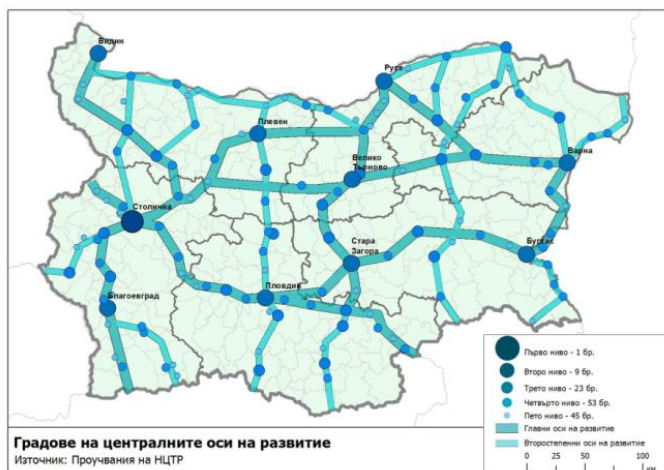 Видин
Русе
Плевен
Варна
Велико
Търново
Столична
Стара
Загора
Бургас
Пловдив
Благоевград
Първо ниво - 1 бр.
Второ ниво - 9 бр.
Трето ниво - 23 бр.
Четвърто ниво - 53 бр.
Пето ниво - 45 бр.
Главни оси на развитие
Второстепенни оси на развитие
0 25 50 100
км
Градове на централните оси на развитие
Източник: Проучвания на НЦТР